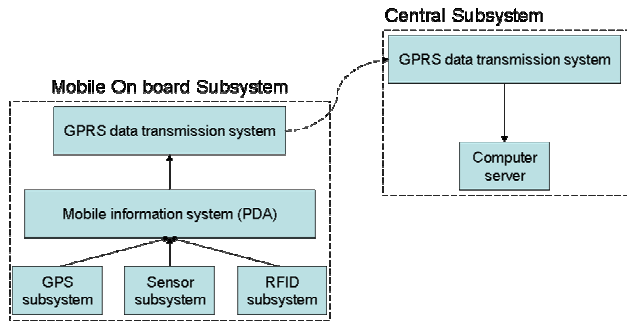 Central Subsystem
GPRS data transmission system
Computer
server
Mobile On board Subsystem
GPRS data transmission system
Mobile information system (PDA)
GPS
subsystem
Sensor
subsystem
RFID
subsystem